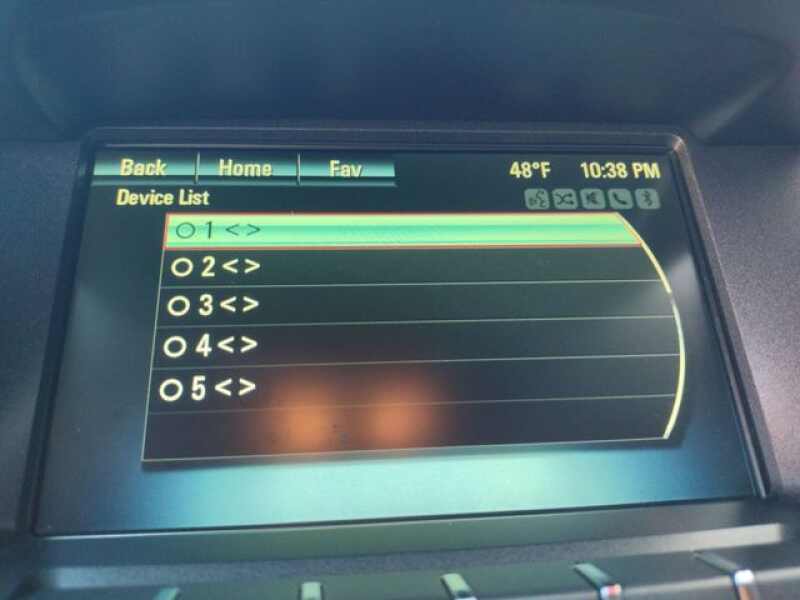 Back Home Fav 48°F 10:38 PM
Device List
1 < >
2 < >
3 < >
4 < >
5 < >